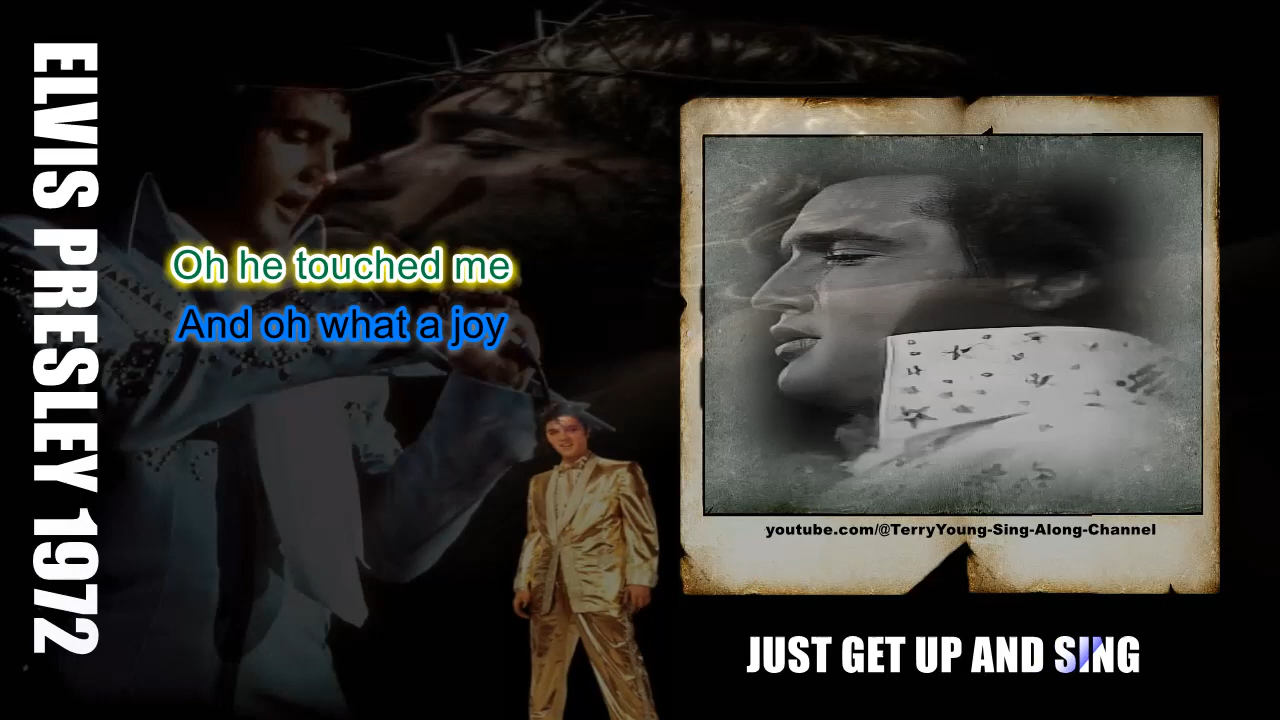 ELVIS PRESLEY 1972
Oh he touched me
And oh what a joy
youtube.com/@TerryYoung-Sing-Along-Channel
JUST GET UP AND SING